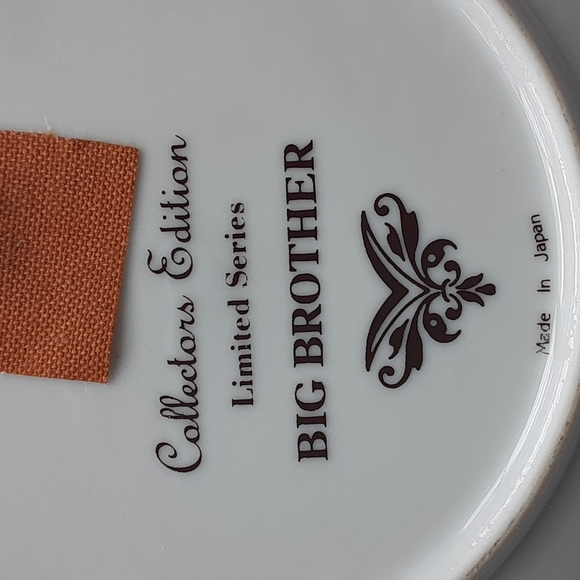 Collectors Edition
Limited Series
BIG BROTHER
Made In Japan